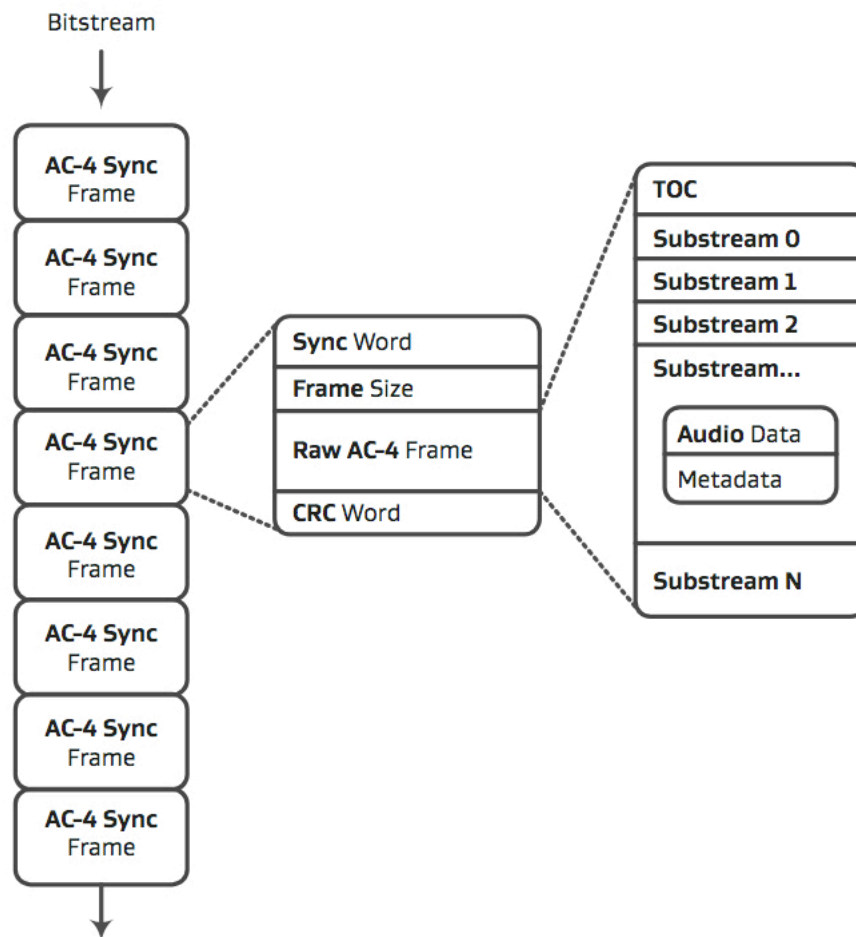 Bitstream
AC-4 Sync
Frame
AC-4 Sync
Frame
AC-4 Sync
Frame
AC-4 Sync
Frame
AC-4 Sync
Frame
AC-4 Sync
Frame
AC-4 Sync
Frame
AC-4 Sync
Frame
Sync Word
Frame Size
Raw AC-4 Frame
CRC Word
TOC
Substream 0
Substream 1
Substream 2
Substream...
Audio Data
Metadata
Substream N